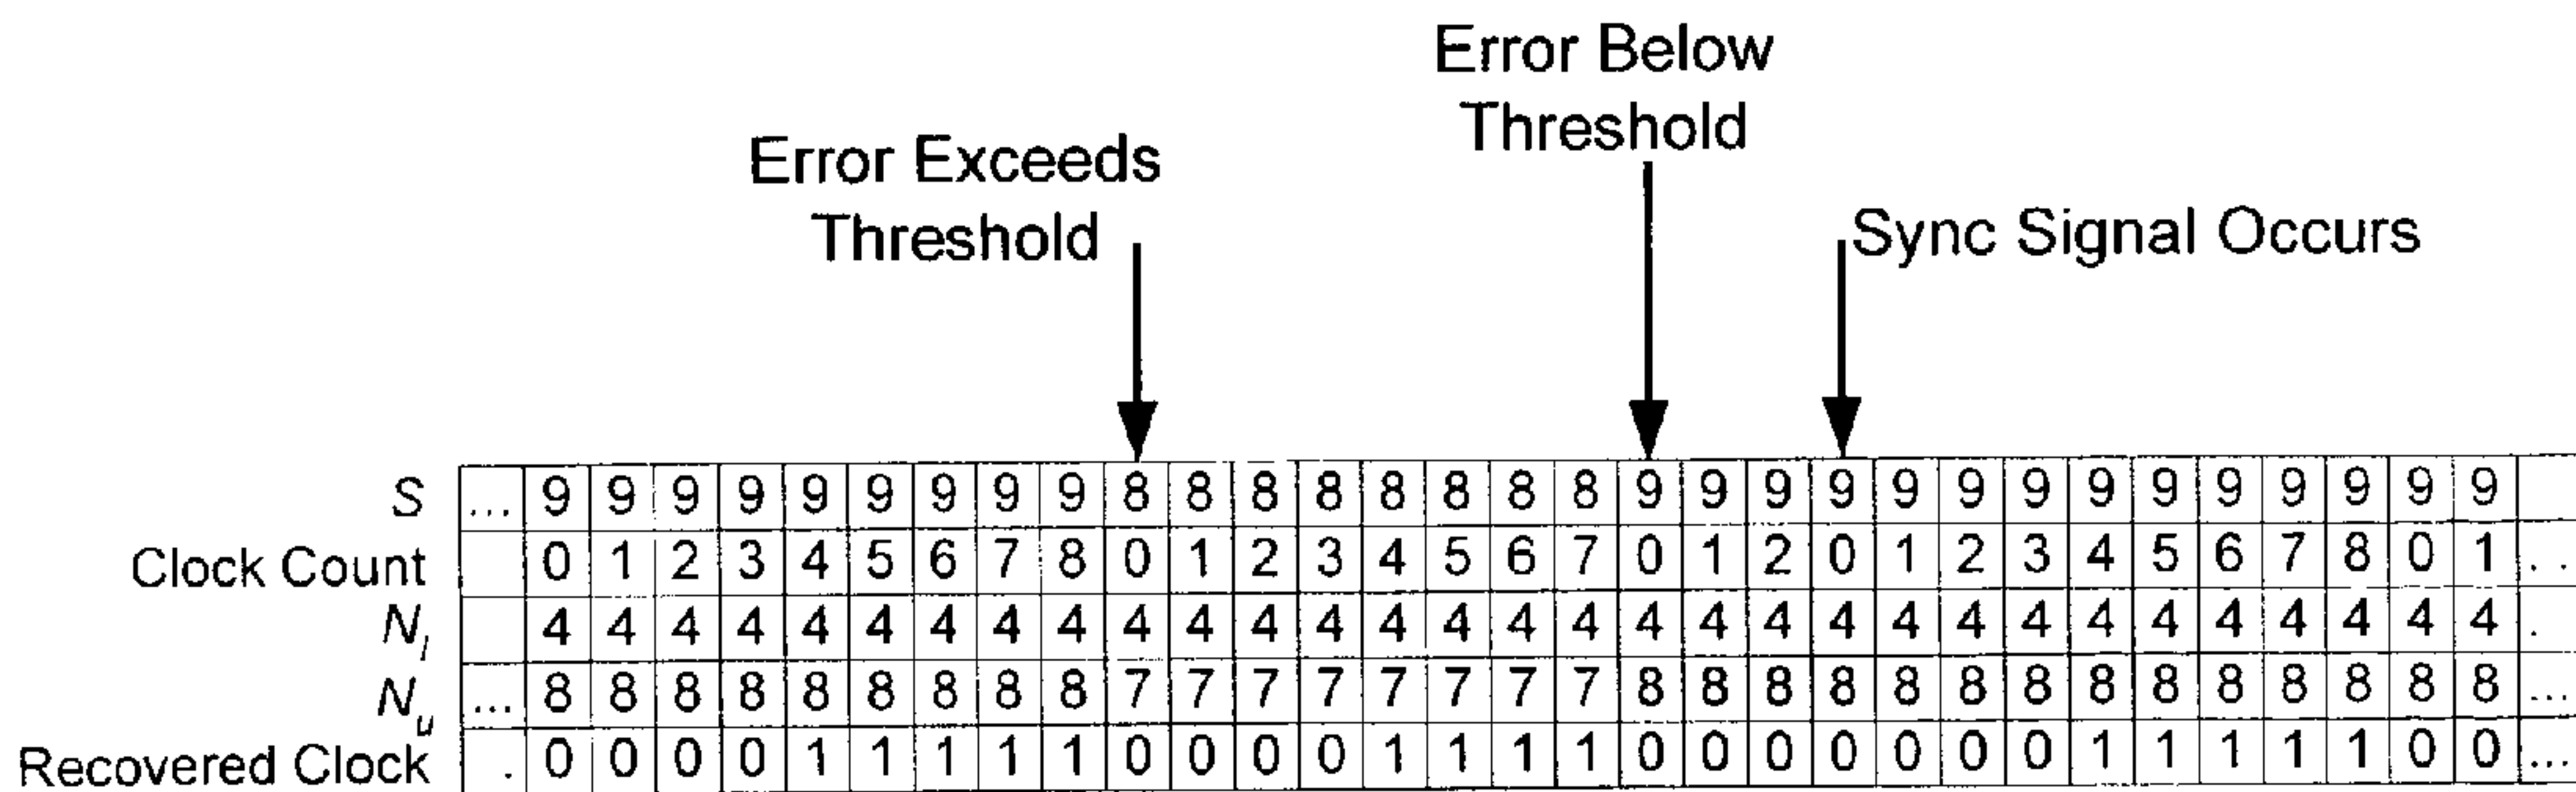 Error Below
Threshold
Error Exceeds
Threshold
Sync Signal Occurs
S ... 9 9 9 9 9 9 9 9 9 8 8 8 8 8 8 8 8 9 9 9 9 9 9 9 9 9 9 9 9 9 9
Clock Count 0 1 2 3 4 5 6 7 8 0 1 2 3 4 5 6 7 0 1 2 0 1 2 3 4 5 6 7 8 0 1 ..
N_l 4 4 4 4 4 4 4 4 4 4 4 4 4 4 4 4 4 4 4 4 4 4 4 4 4 4 4 4 4 4 4 .
N_u ... 8 8 8 8 8 8 8 8 8 7 7 7 7 7 7 7 7 8 8 8 8 8 8 8 8 8 8 8 8 8 8 ...
Recovered Clock . 0 0 0 0 1 1 1 1 1 0 0 0 0 1 1 1 1 0 0 0 0 0 0 0 1 1 1 1 1 0 0 ...